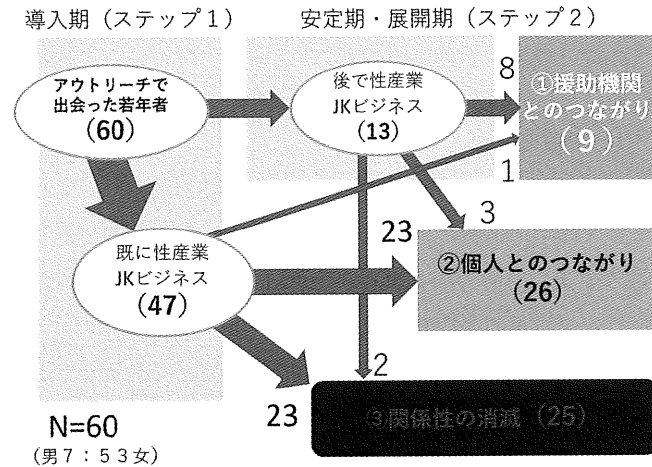 導入期（ステップ１）
安定期・展開期（ステップ２）
アウトリーチで
出会った若年者
（60）
後で性産業
JKビジネス
（13）
8
①援助機関
とのつながり
（９）
1
3
既に性産業
JKビジネス
（47）
23
②個人とのつながり
（26）
2
23
③関係性の消滅（25）
N=60
（男７：５３女）